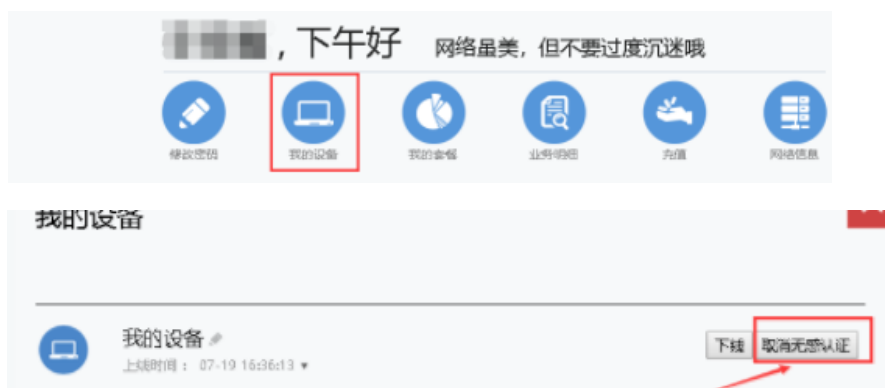 ，下午好 网络虽美，但不要过度沉迷哦
修改密码 我的设备 我的套餐 业务明细 充值 网络信息
我的设备
我的设备
下线 取消无感认证
上线时间： 07-19 16:36:13